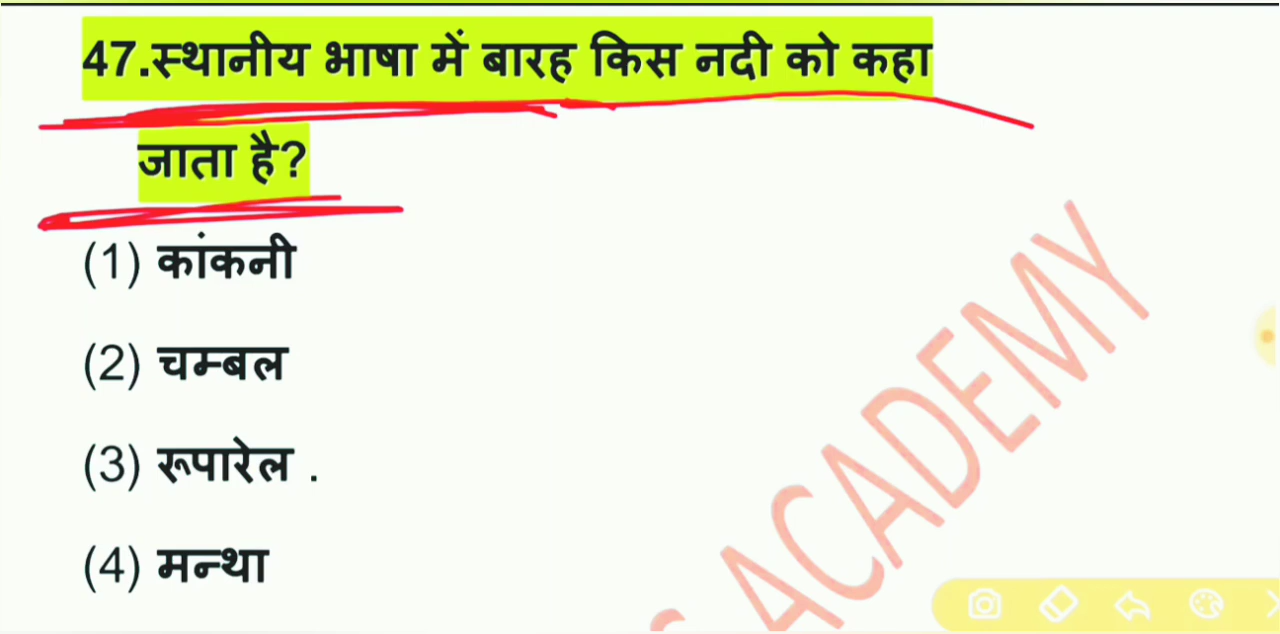 47.स्थानीय भाषा में बारह किस नदी को कहा
जाता है?
(1) कांकनी
(2) चम्बल
(3) रूपारेल .
(4) मन्था
ACADEMY